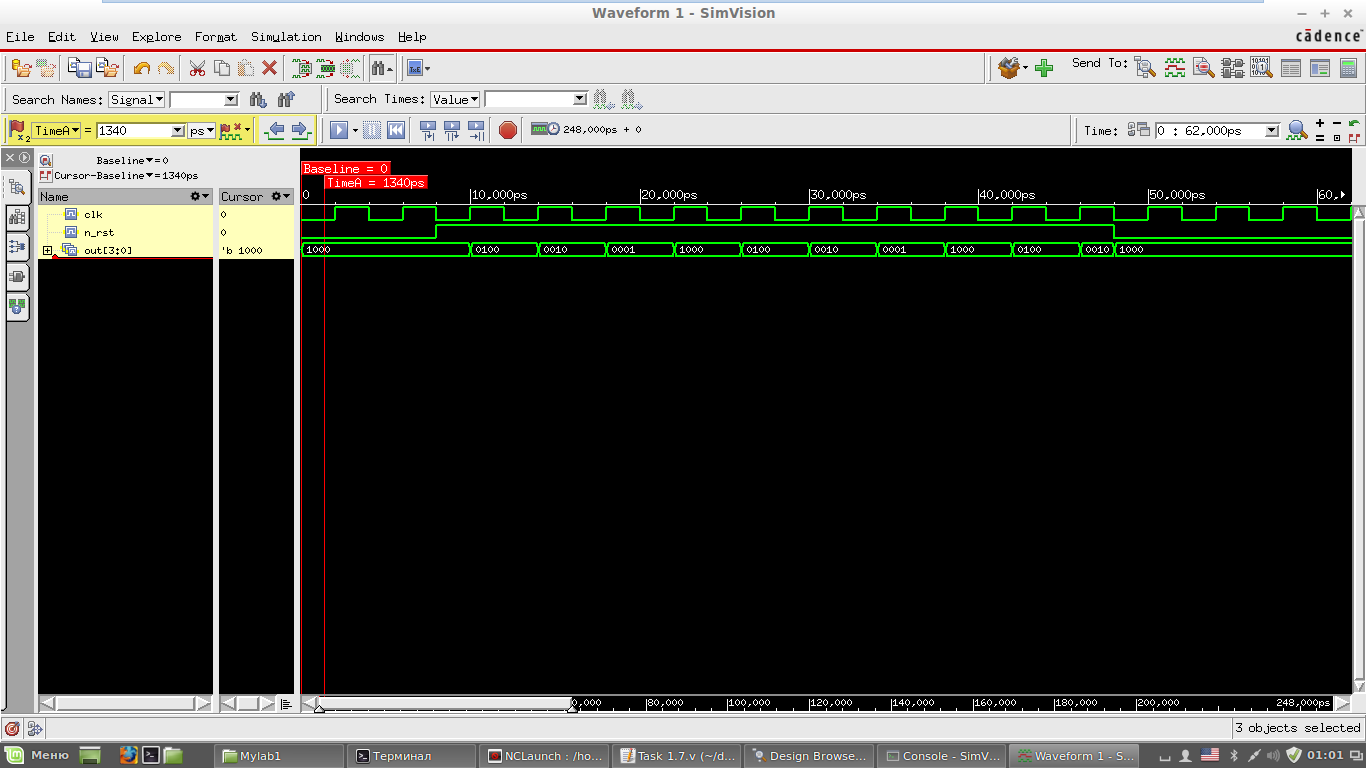 Waveform 1 - SimVision
File Edit View Explore Format Simulation Windows Help
cādence
Send To:
Search Names: Signal
Search Times: Value
TimeA = 1340 ps
248,000ps + 0
Time: 0 : 62,000ps
Baseline=0
Cursor-Baseline=1340ps
Baseline = 0
TimeA = 1340ps
Name Cursor
0 10,000ps 20,000ps 30,000ps 40,000ps 50,000ps 60,
clk 0
n_rst 0
out[3:0] 'b 1000
1000 0100 0010 0001 1000 0100 0010 0001 1000 0100 0010 1000
,000 80,000 100,000 120,000 140,000 160,000 180,000 200,000 248,000ps
3 objects selected
Меню
Mylab1
Терминал
NCLaunch : /ho...
Task 1.7.v (~/d...
Design Browse...
Console - SimV...
Waveform 1 - S...
01:01